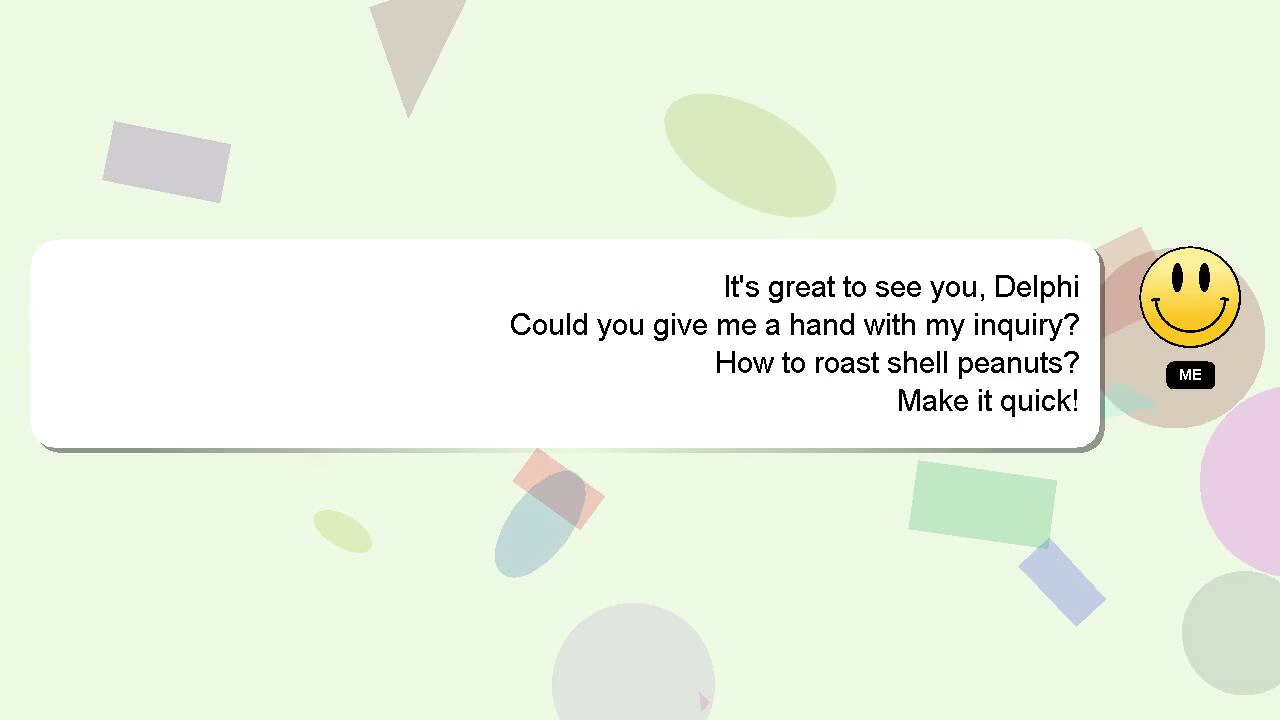 It's great to see you, Delphi
Could you give me a hand with my inquiry?
How to roast shell peanuts?
Make it quick!
ME